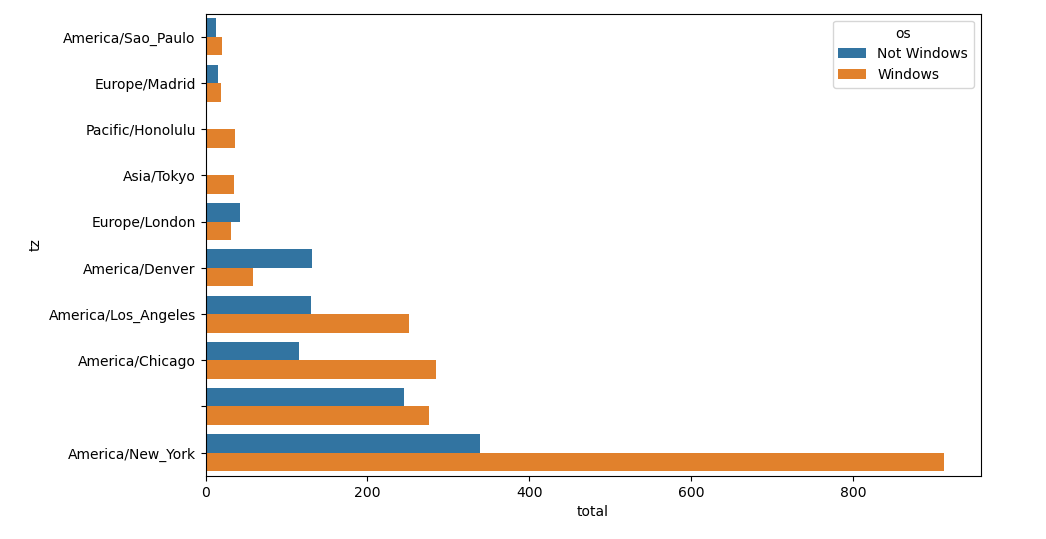 os
Not Windows
Windows
America/Sao_Paulo
Europe/Madrid
Pacific/Honolulu
Asia/Tokyo
Europe/London
America/Denver
America/Los_Angeles
America/Chicago
America/New_York
tz
0 200 400 600 800
total